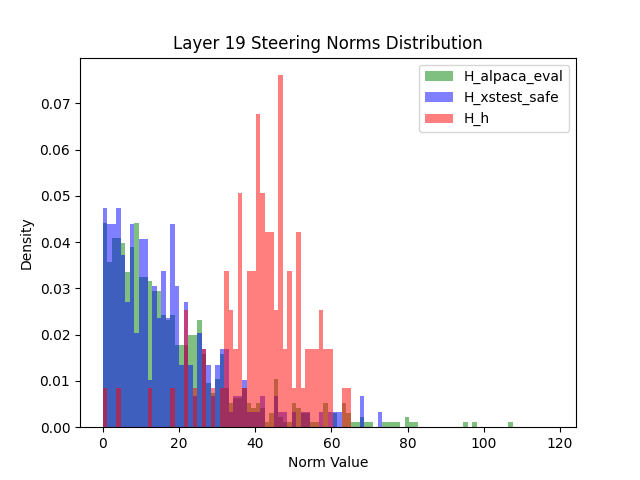 Layer 19 Steering Norms Distribution
H_alpaca_eval
H_xstest_safe
H_h
0.07
0.06
0.05
0.04
0.03
0.02
0.01
0.00
Density
0 20 40 60 80 100 120
Norm Value